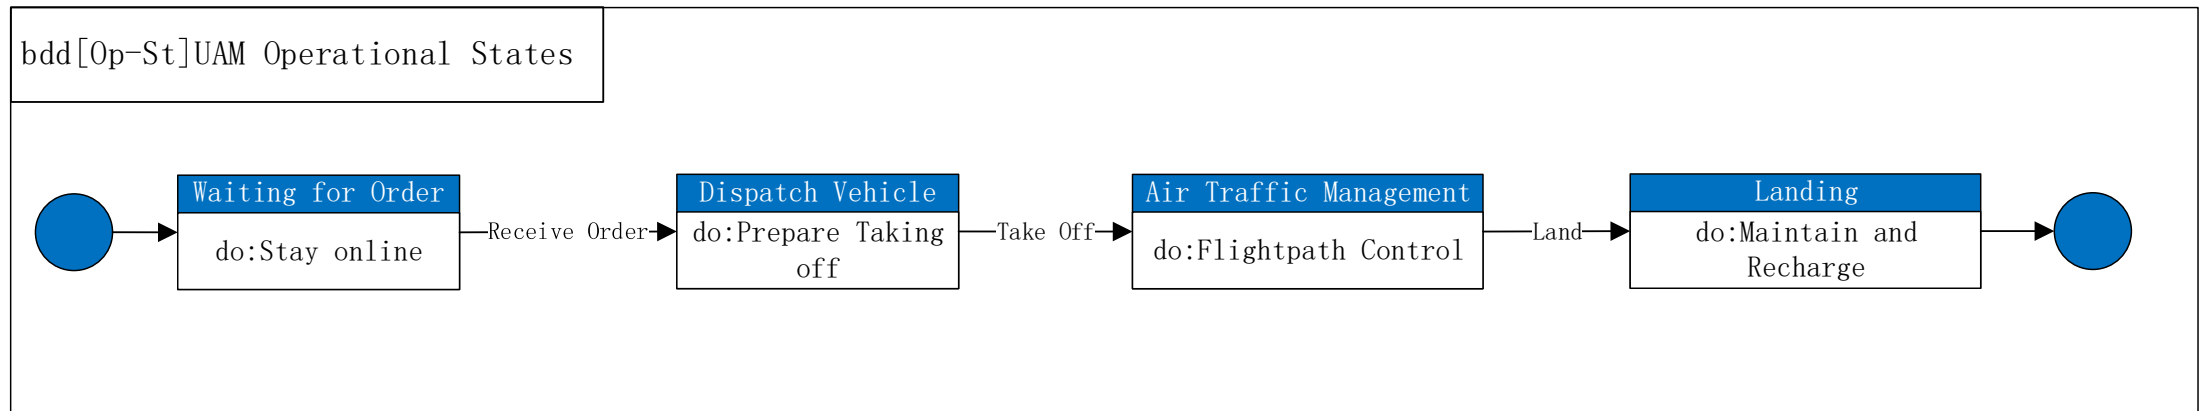 bdd[Op-St]UAM Operational States
Waiting for Order
do:Stay online
Receive Order
Dispatch Vehicle
do:Prepare Taking
off
Take Off
Air Traffic Management
do:Flightpath Control
Land
Landing
do:Maintain and
Recharge